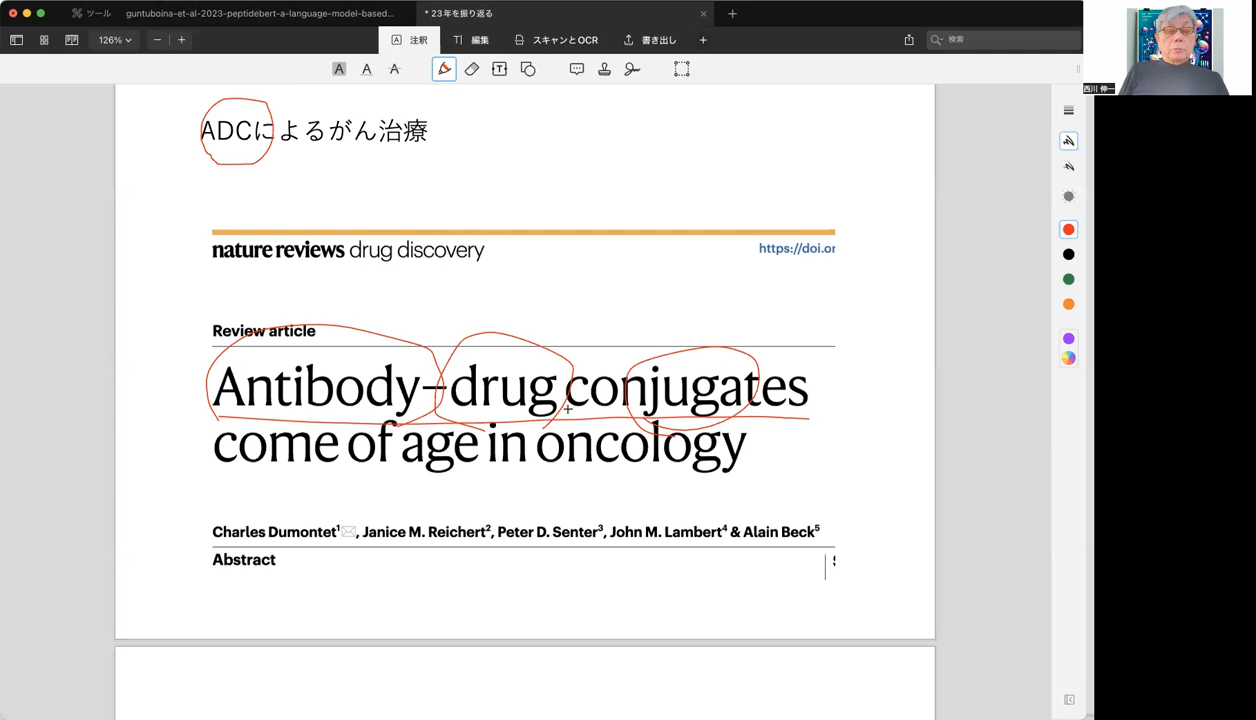 ツール
guntuboina-et-al-2023-peptidebert-a-language-model-based...
* 23年を振り返る
126%
注釈
編集
スキャンとOCR
書き出し
検索
A A A
T
西川 伸一
ADCによるがん治療
nature reviews drug discovery
https://doi.or
Review article
Antibody–drug conjugates
come of age in oncology
Charles Dumontet1, Janice M. Reichert2, Peter D. Senter3, John M. Lambert4 & Alain Beck5
Abstract